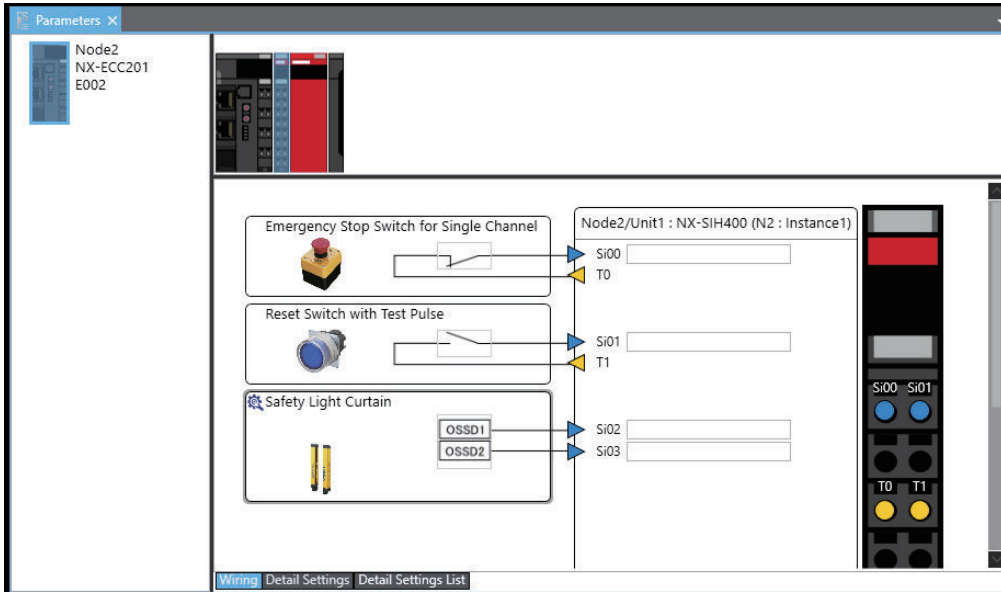 Parameters
Node2
NX-ECC201
E002
Emergency Stop Switch for Single Channel
Node2/Unit1 : NX-SIH400 (N2 : Instance1)
Si00
T0
Reset Switch with Test Pulse
Si01
T1
Safety Light Curtain
OSSD1
OSSD2
Si02
Si03
Si00 Si01
T0 T1
Wiring Detail Settings Detail Settings List